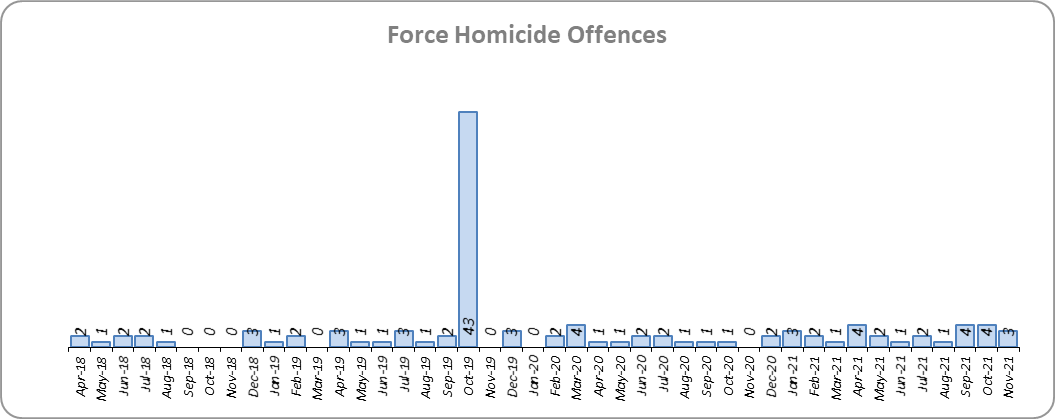 Force Homicide Offences
2 1 2 2 1 0 0 0 3 1 2 0 3 1 1 3 1 2 43 0 3 0 2 4 1 1 2 2 1 1 1 0 2 3 2 1 4 2 1 2 1 4 4 3
Apr-18 May-18 Jun-18 Jul-18 Aug-18 Sep-18 Oct-18 Nov-18 Dec-18 Jan-19 Feb-19 Mar-19 Apr-19 May-19 Jun-19 Jul-19 Aug-19 Sep-19 Oct-19 Nov-19 Dec-19 Jan-20 Feb-20 Mar-20 Apr-20 May-20 Jun-20 Jul-20 Aug-20 Sep-20 Oct-20 Nov-20 Dec-20 Jan-21 Feb-21 Mar-21 Apr-21 May-21 Jun-21 Jul-21 Aug-21 Sep-21 Oct-21 Nov-21